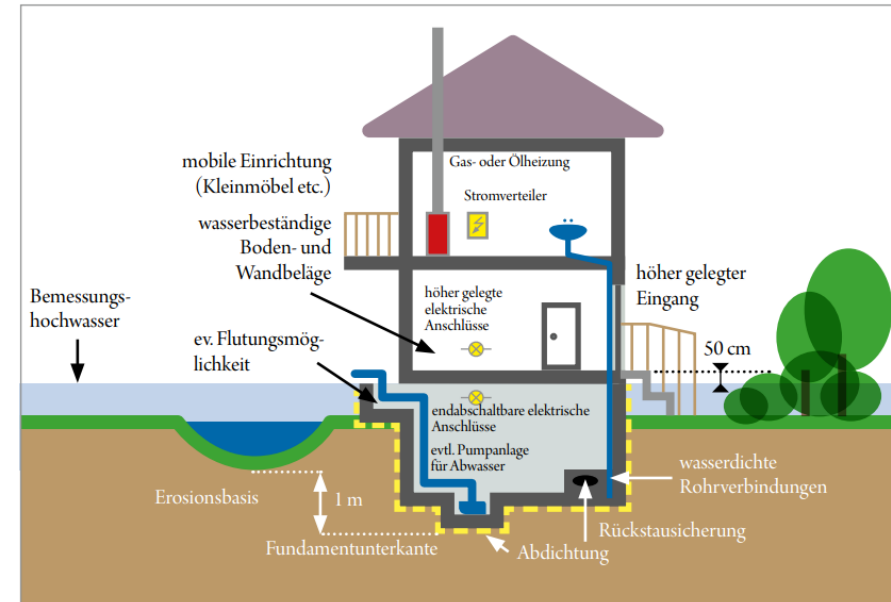 mobile Einrichtung
(Kleinmöbel etc.)
wasserbeständige
Boden- und
Wandbeläge
Gas- oder Ölheizung
Stromverteiler
höher gelegter
Eingang
Bemessungs-
hochwasser
höher gelegte
elektrische
Anschlüsse
ev. Flutungsmög-
lichkeit
50 cm
endabschaltbare elektrische
Anschlüsse
evtl. Pumpanlage
für Abwasser
wasserdichte
Rohrverbindungen
Erosionsbasis
1 m
Rückstausicherung
Fundamentunterkante
Abdichtung